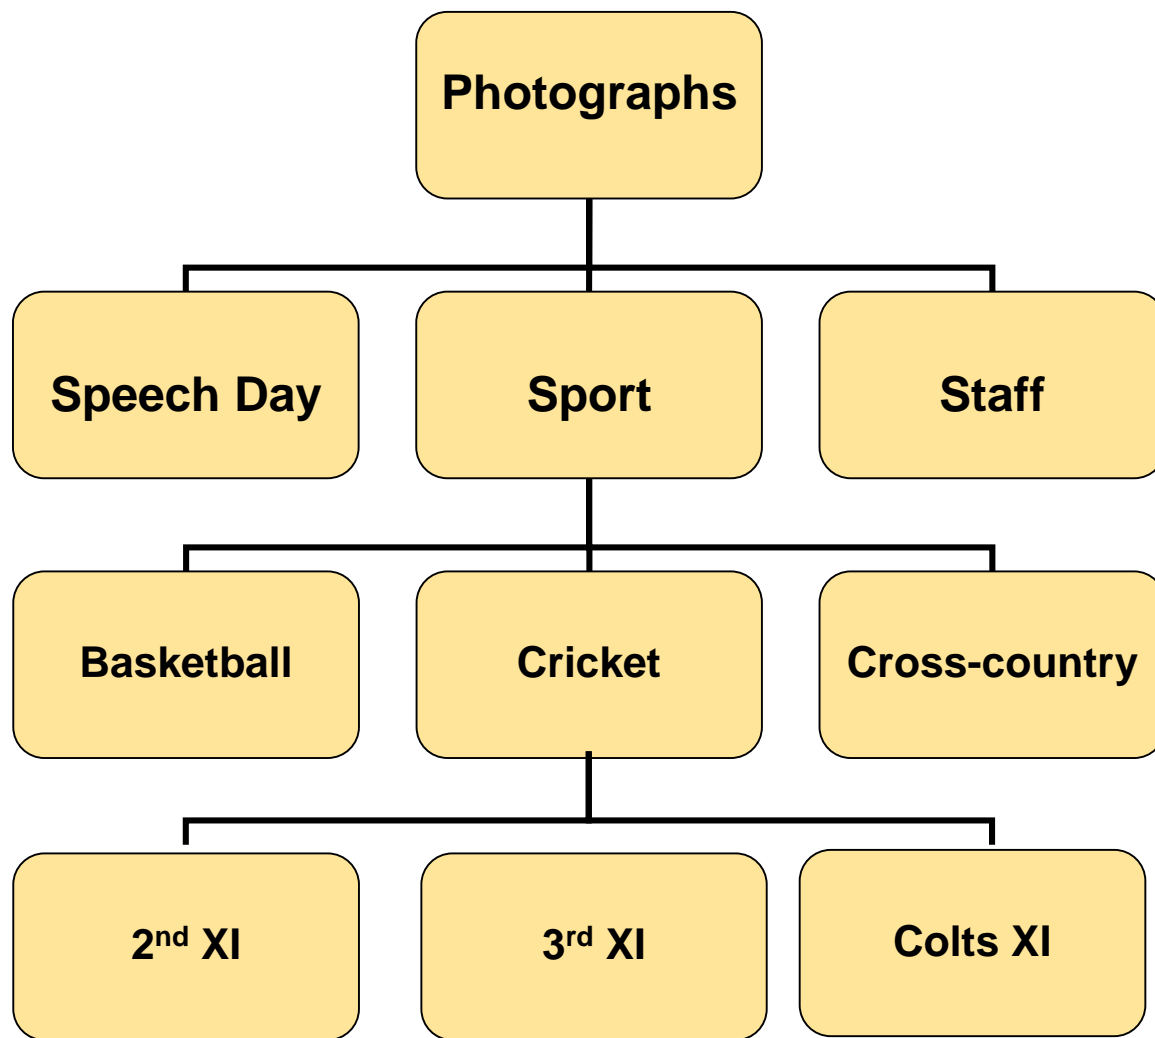 Photographs
Speech Day
Sport
Staff
Basketball
Cricket
Cross-country
2nd XI
3rd XI
Colts XI